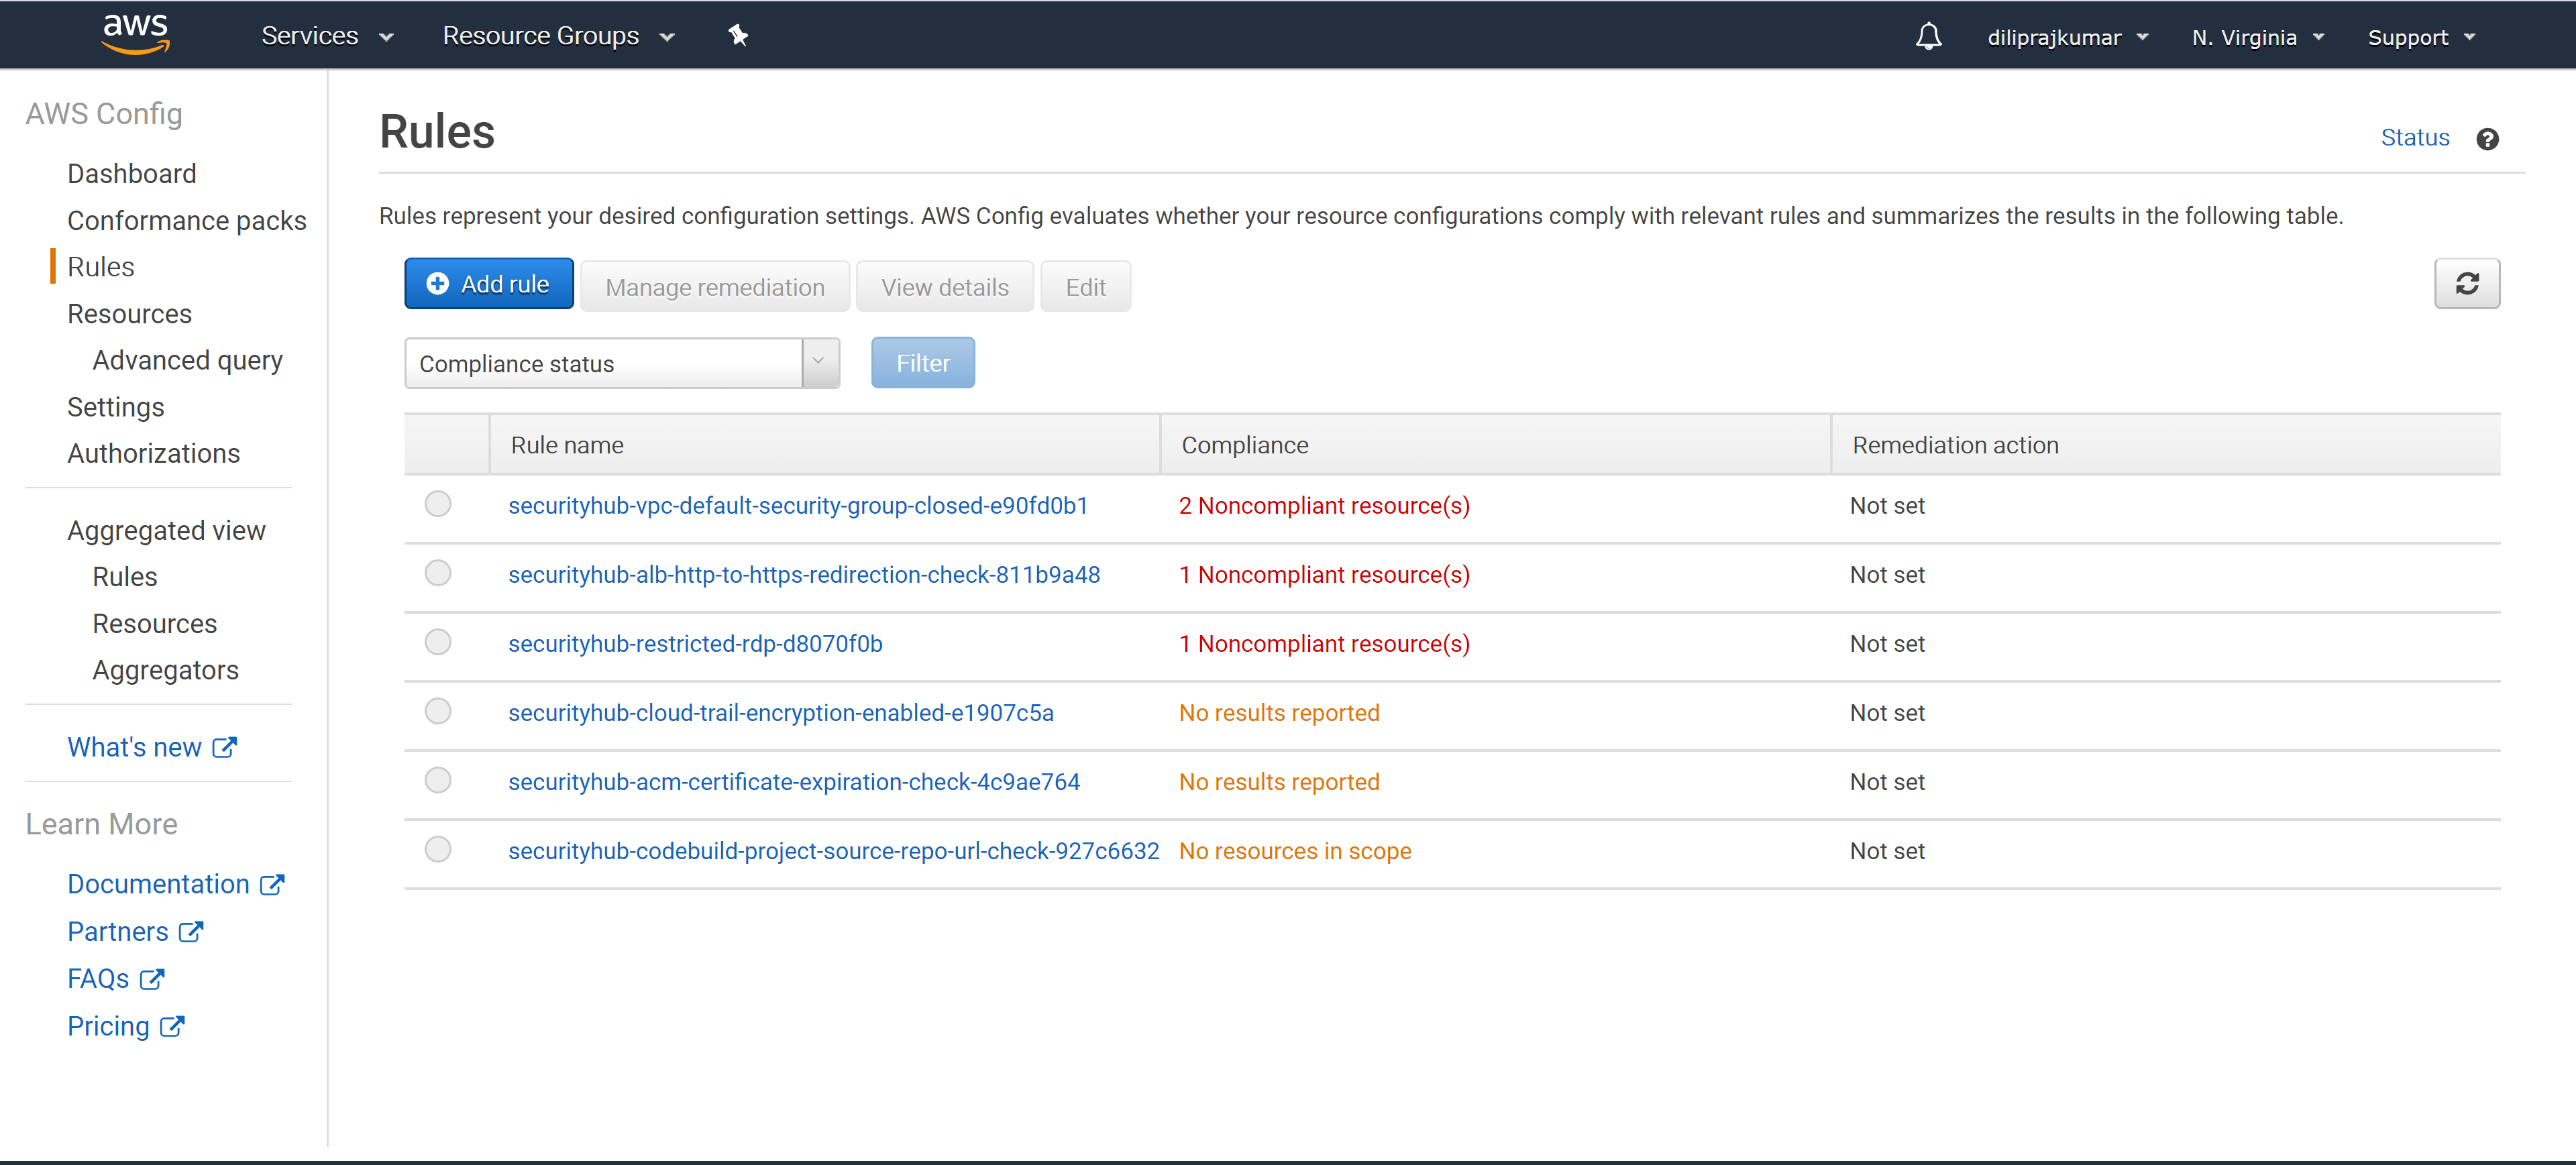 aws Services Resource Groups diliprajkumar N. Virginia Support
AWS Config
Dashboard
Conformance packs
Rules
Resources
Advanced query
Settings
Authorizations
Aggregated view
Rules
Resources
Aggregators
What's new
Learn More
Documentation
Partners
FAQs
Pricing
Rules
Status ?
Rules represent your desired configuration settings. AWS Config evaluates whether your resource configurations comply with relevant rules and summarizes the results in the following table.
Add rule Manage remediation View details Edit
Compliance status Filter
Rule name Compliance Remediation action
securityhub-vpc-default-security-group-closed-e90fd0b1 2 Noncompliant resource(s) Not set
securityhub-alb-http-to-https-redirection-check-811b9a48 1 Noncompliant resource(s) Not set
securityhub-restricted-rdp-d8070f0b 1 Noncompliant resource(s) Not set
securityhub-cloud-trail-encryption-enabled-e1907c5a No results reported Not set
securityhub-acm-certificate-expiration-check-4c9ae764 No results reported Not set
securityhub-codebuild-project-source-repo-url-check-927c6632 No resources in scope Not set